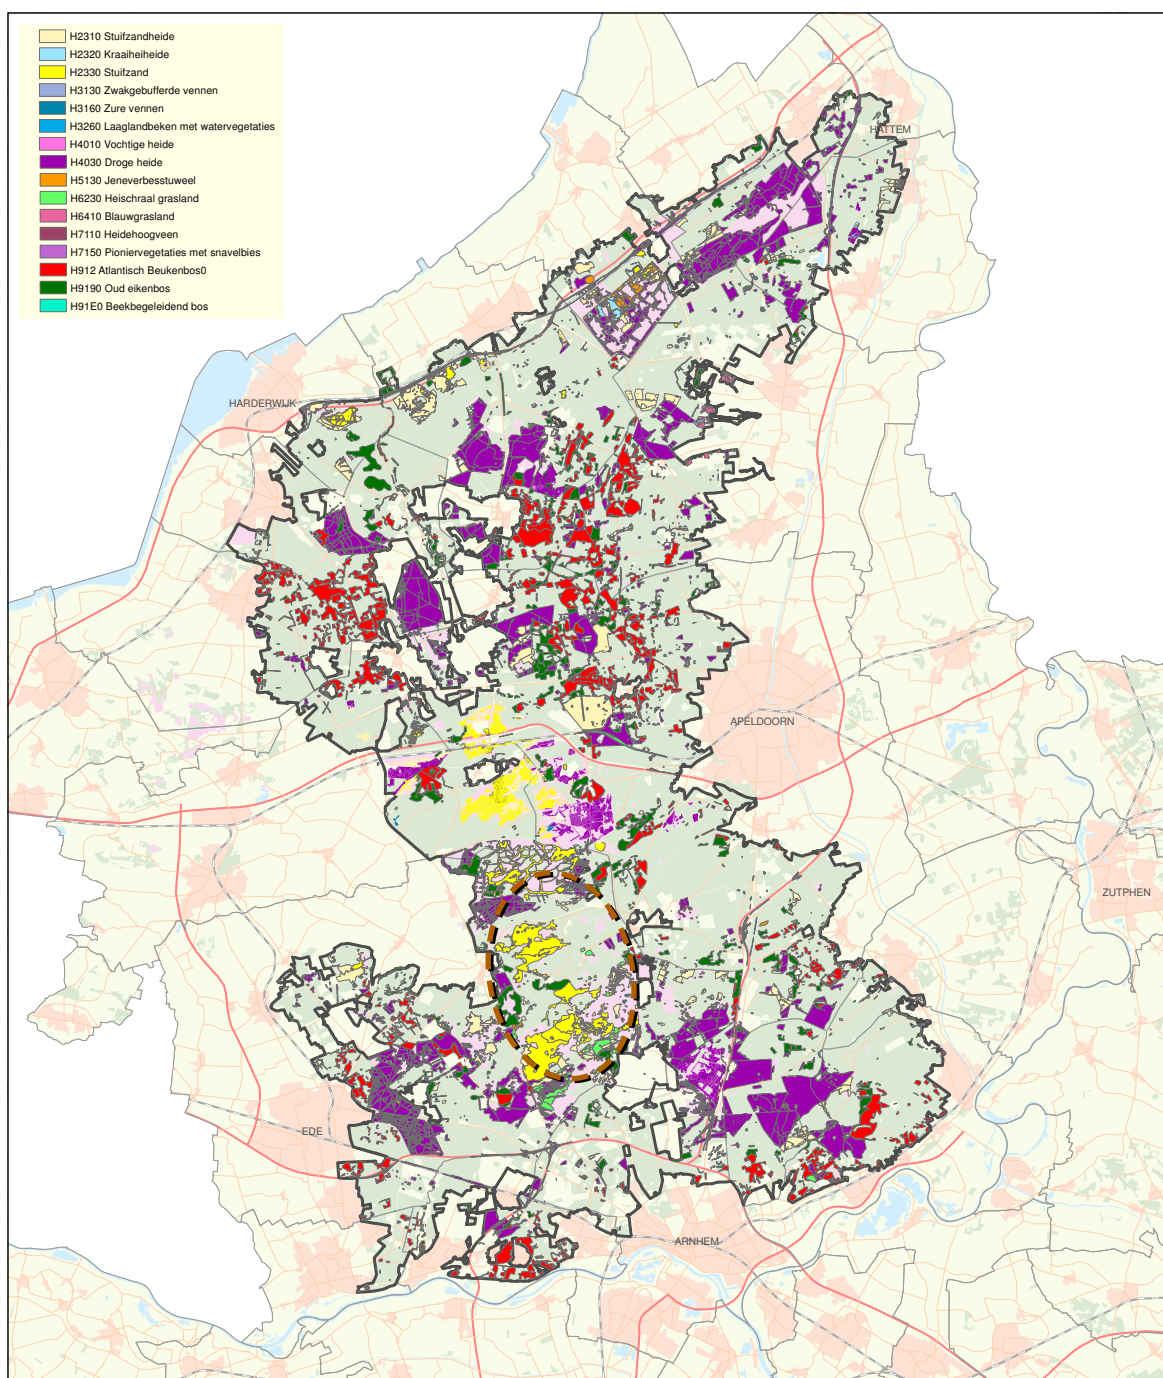 H2310 Stuifzandheide
H2320 Kraaiheiheide
H2330 Stuifzand
H3130 Zwakgebufferde vennen
H3160 Zure vennen
H3260 Laaglandbeken met watervegetaties
H4010 Vochtige heide
H4030 Droge heide
H5130 Jeneverbesstuweel
H6230 Heischraal grasland
H6410 Blauwgrasland
H7110 Heidehoogveen
H7150 Pioniervegetaties met snavelbies
H912 Atlantisch Beukenbos0
H9190 Oud eikenbos
H91E0 Beekbegeleidend bos
HATTEM
HARDERWIJK
APELDOORN
ZUTPHEN
EDE
ARNHEM